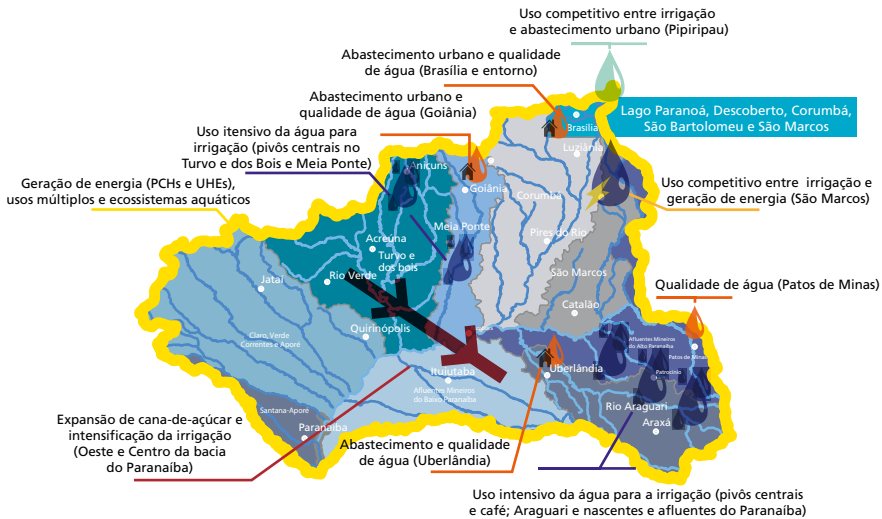 Uso competitivo entre irrigação
e abastecimento urbano (Pipiripau)
Abastecimento urbano e qualidade
de água (Brasília e entorno)
Abastecimento urbano e
qualidade de água (Goiânia)
Uso itensivo da água para
irrigação (pivôs centrais no
Turvo e dos Bois e Meia Ponte)
Geração de energia (PCHs e UHEs),
usos múltiplos e ecossistemas aquáticos
Lago Paranoá, Descoberto, Corumbá,
São Bartolomeu e São Marcos
Uso competitivo entre irrigação e
geração de energia (São Marcos)
Qualidade de água (Patos de Minas)
Brasília
Luziânia
Anicuns
Goiânia
Corumbá
Meia Ponte
Acreúna
Turvo e
dos bois
Pires do Rio
Rio Verde
São Marcos
Jataí
Catalão
Quirinópolis
Claro, Verde
Correntes e Aporé
Afluentes Mineiros
do Alto Paranaíba
Patos de Minas
Ituiutaba
Uberlândia
Patrocínio
Afluentes Mineiros
do Baixo Paranaíba
Rio Araguari
Santana-Aporé
Araxá
Paranaíba
Expansão de cana-de-açúcar e
intensificação da irrigação
(Oeste e Centro da bacia
do Paranaíba)
Abastecimento e qualidade
de água (Uberlândia)
Uso intensivo da água para a irrigação (pivôs centrais
e café; Araguari e nascentes e afluentes do Paranaíba)